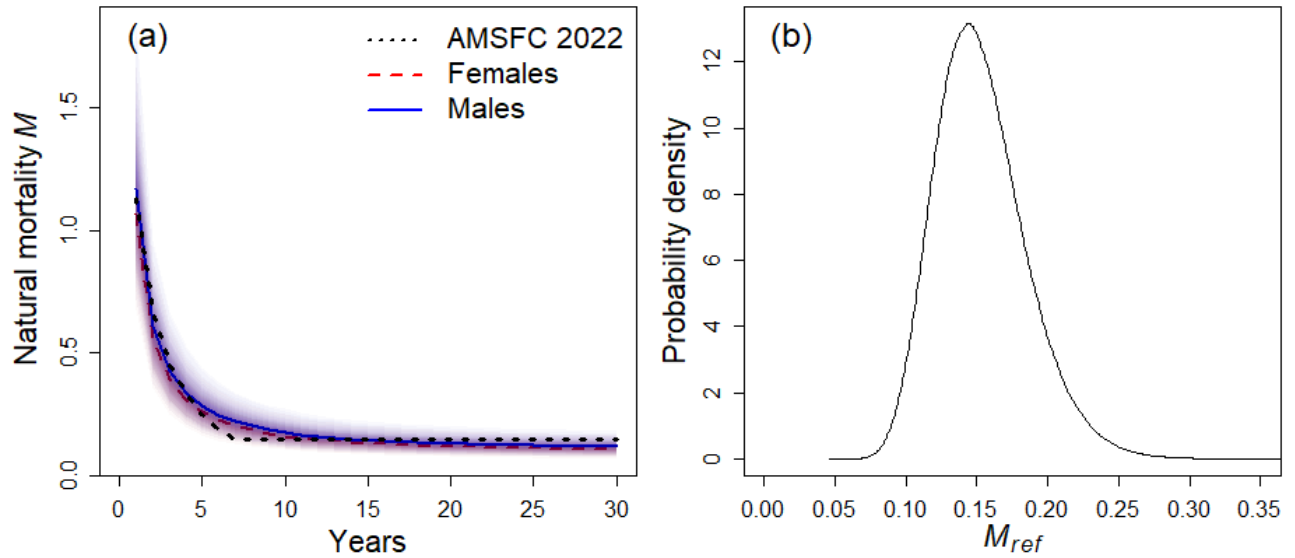 (a)
AMSFC 2022
Females
Males
Natural mortality M
0.0
0.5
1.0
1.5
0
5
10
15
20
25
30
Years
(b)
Probability density
0
2
4
6
8
10
12
0.00
0.05
0.10
0.15
0.20
0.25
0.30
0.35
M_ref